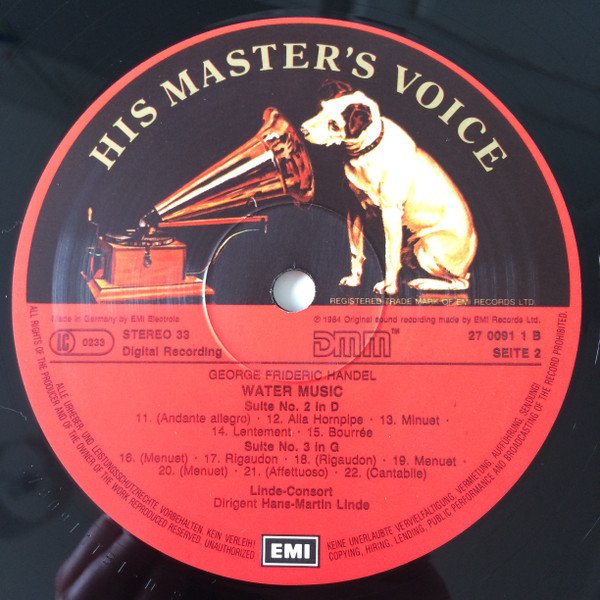 HIS MASTER'S VOICE
REGISTERED TRADE MARK OF EMI RECORDS LTD.
Made in Germany by EMI Electrola
℗ 1984 Original sound recording made by EMI Records Ltd.
LC 0233
STEREO 33
Digital Recording
DMM™
27 0091 1 B
SEITE 2
GEORGE FRIDERIC HANDEL
WATER MUSIC
Suite No. 2 in D
11. (Andante allegro) · 12. Alla Hornpipe · 13. Minuet ·
14. Lentement · 15. Bourrée
Suite No. 3 in G
16. (Menuet) · 17. Rigaudon · 18. (Rigaudon) · 19. Menuet ·
20. (Menuet) · 21. (Affettuoso) · 22. (Cantabile)
Linde-Consort
Dirigent Hans-Martin Linde
EMI
ALLE URHEBER- UND LEISTUNGSSCHUTZRECHTE VORBEHALTEN. KEIN VERLEIH!
KEINE UNERLAUBTE VERVIELFÄLTIGUNG, VERMIETUNG, AUFFÜHRUNG, SENDUNG!
ALL RIGHTS OF THE PRODUCER AND OF THE OWNER OF THE WORK REPRODUCED RESERVED. UNAUTHORIZED
COPYING, HIRING, LENDING, PUBLIC PERFORMANCE AND BROADCASTING OF THE RECORD PROHIBITED.